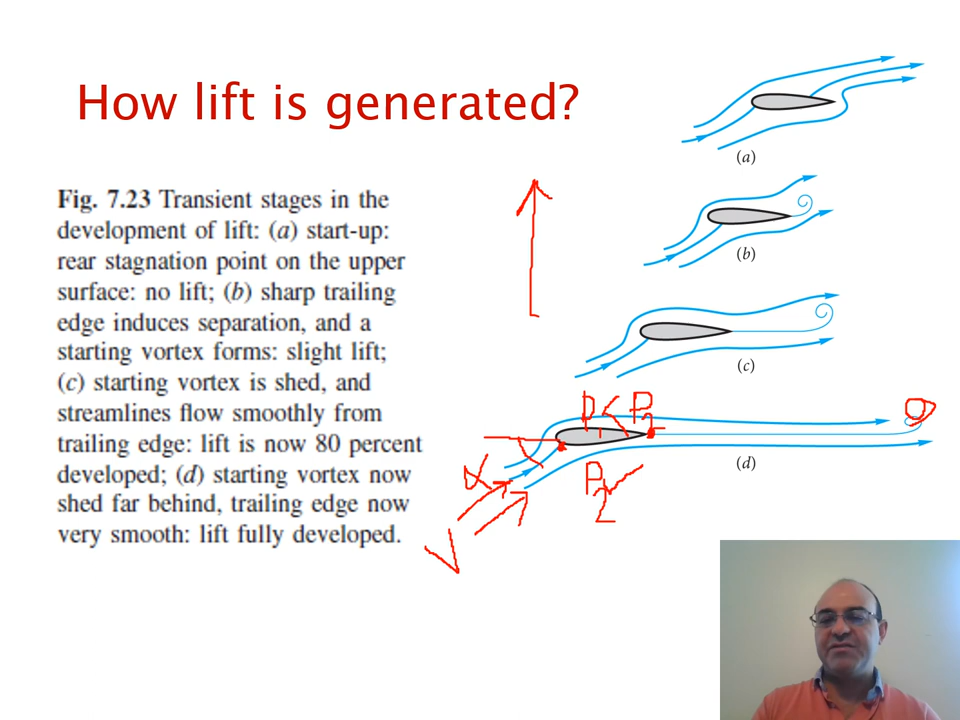 How lift is generated?
Fig. 7.23 Transient stages in the
development of lift: (a) start-up:
rear stagnation point on the upper
surface: no lift; (b) sharp trailing
edge induces separation, and a
starting vortex forms: slight lift;
(c) starting vortex is shed, and
streamlines flow smoothly from
trailing edge: lift is now 80 percent
developed; (d) starting vortex now
shed far behind, trailing edge now
very smooth: lift fully developed.
(a)
(b)
(c)
P1 < P2
(d)
α
P2
V